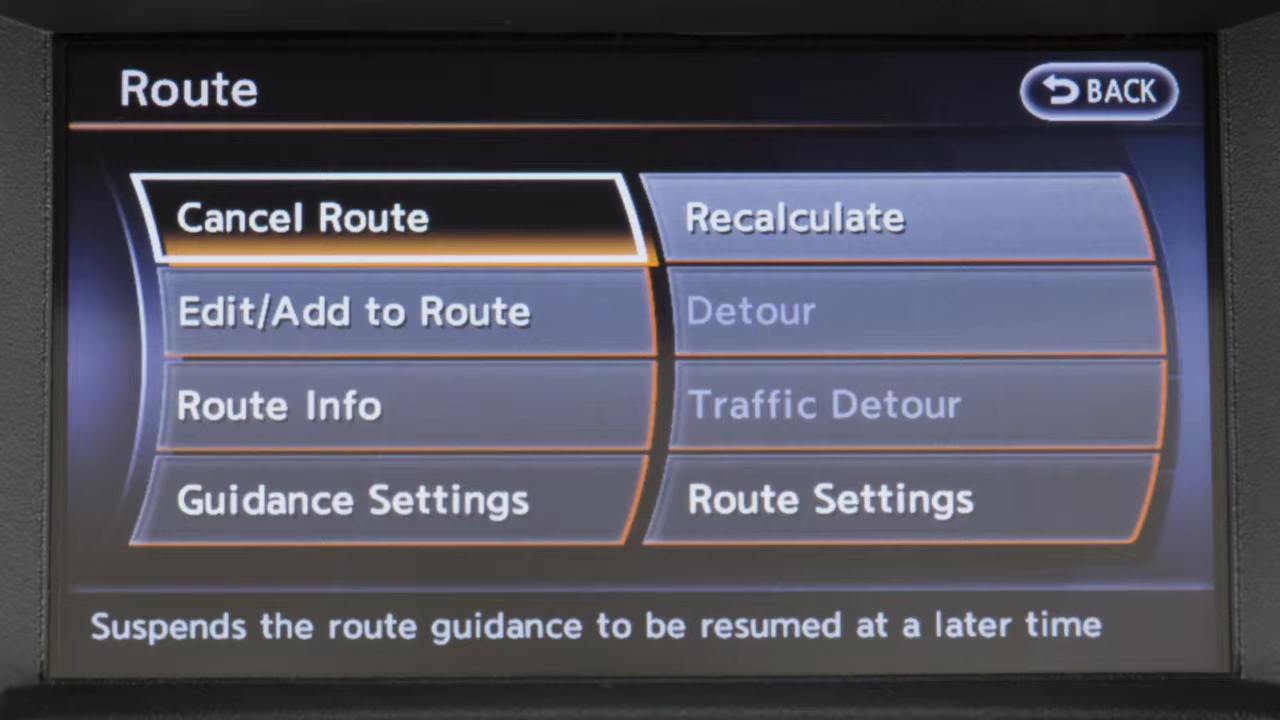 Route
BACK
Cancel Route
Recalculate
Edit/Add to Route
Detour
Route Info
Traffic Detour
Guidance Settings
Route Settings
Suspends the route guidance to be resumed at a later time